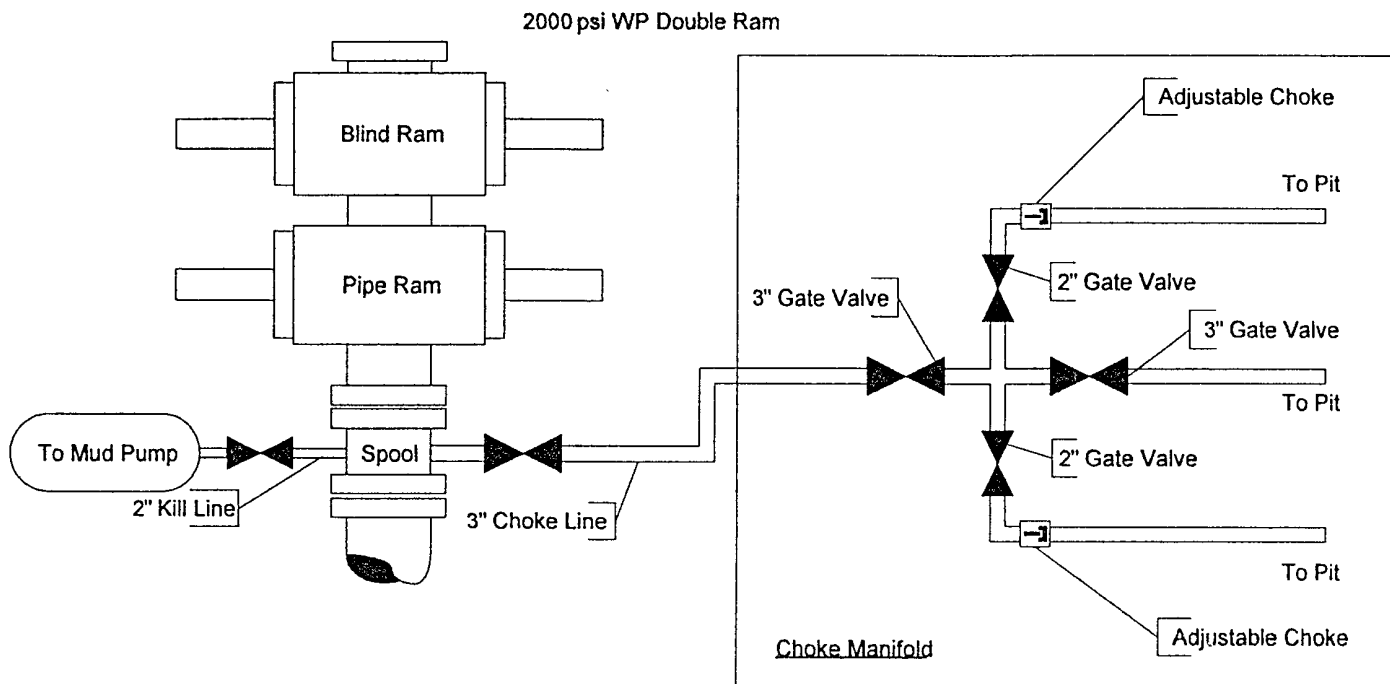 2000 psi WP Double Ram
Adjustable Choke
Blind Ram
To Pit
2" Gate Valve
Pipe Ram
3" Gate Valve
3" Gate Valve
To Pit
To Mud Pump
Spool
2" Gate Valve
2" Kill Line
3" Choke Line
To Pit
Adjustable Choke
Choke Manifold